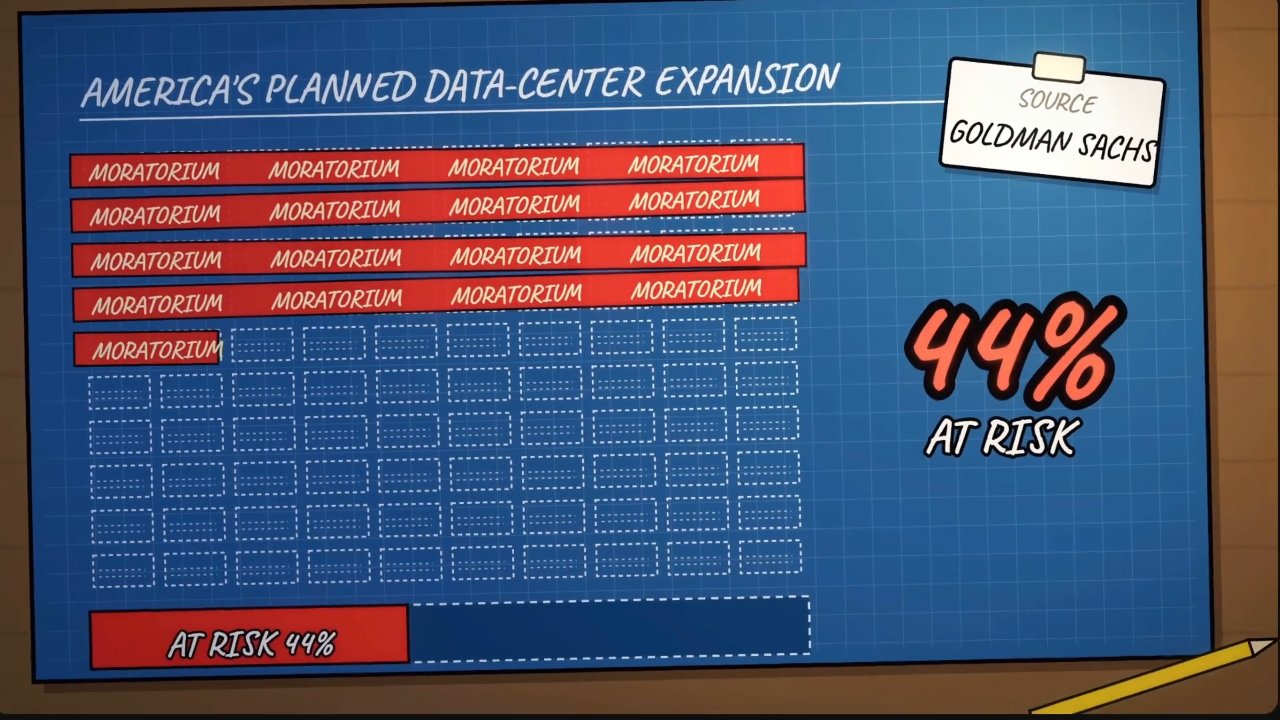 AMERICA'S PLANNED DATA-CENTER EXPANSION
SOURCE
GOLDMAN SACHS
MORATORIUM MORATORIUM MORATORIUM MORATORIUM
MORATORIUM MORATORIUM MORATORIUM MORATORIUM
MORATORIUM MORATORIUM MORATORIUM MORATORIUM
MORATORIUM MORATORIUM MORATORIUM MORATORIUM
MORATORIUM
44%
AT RISK
AT RISK 44%